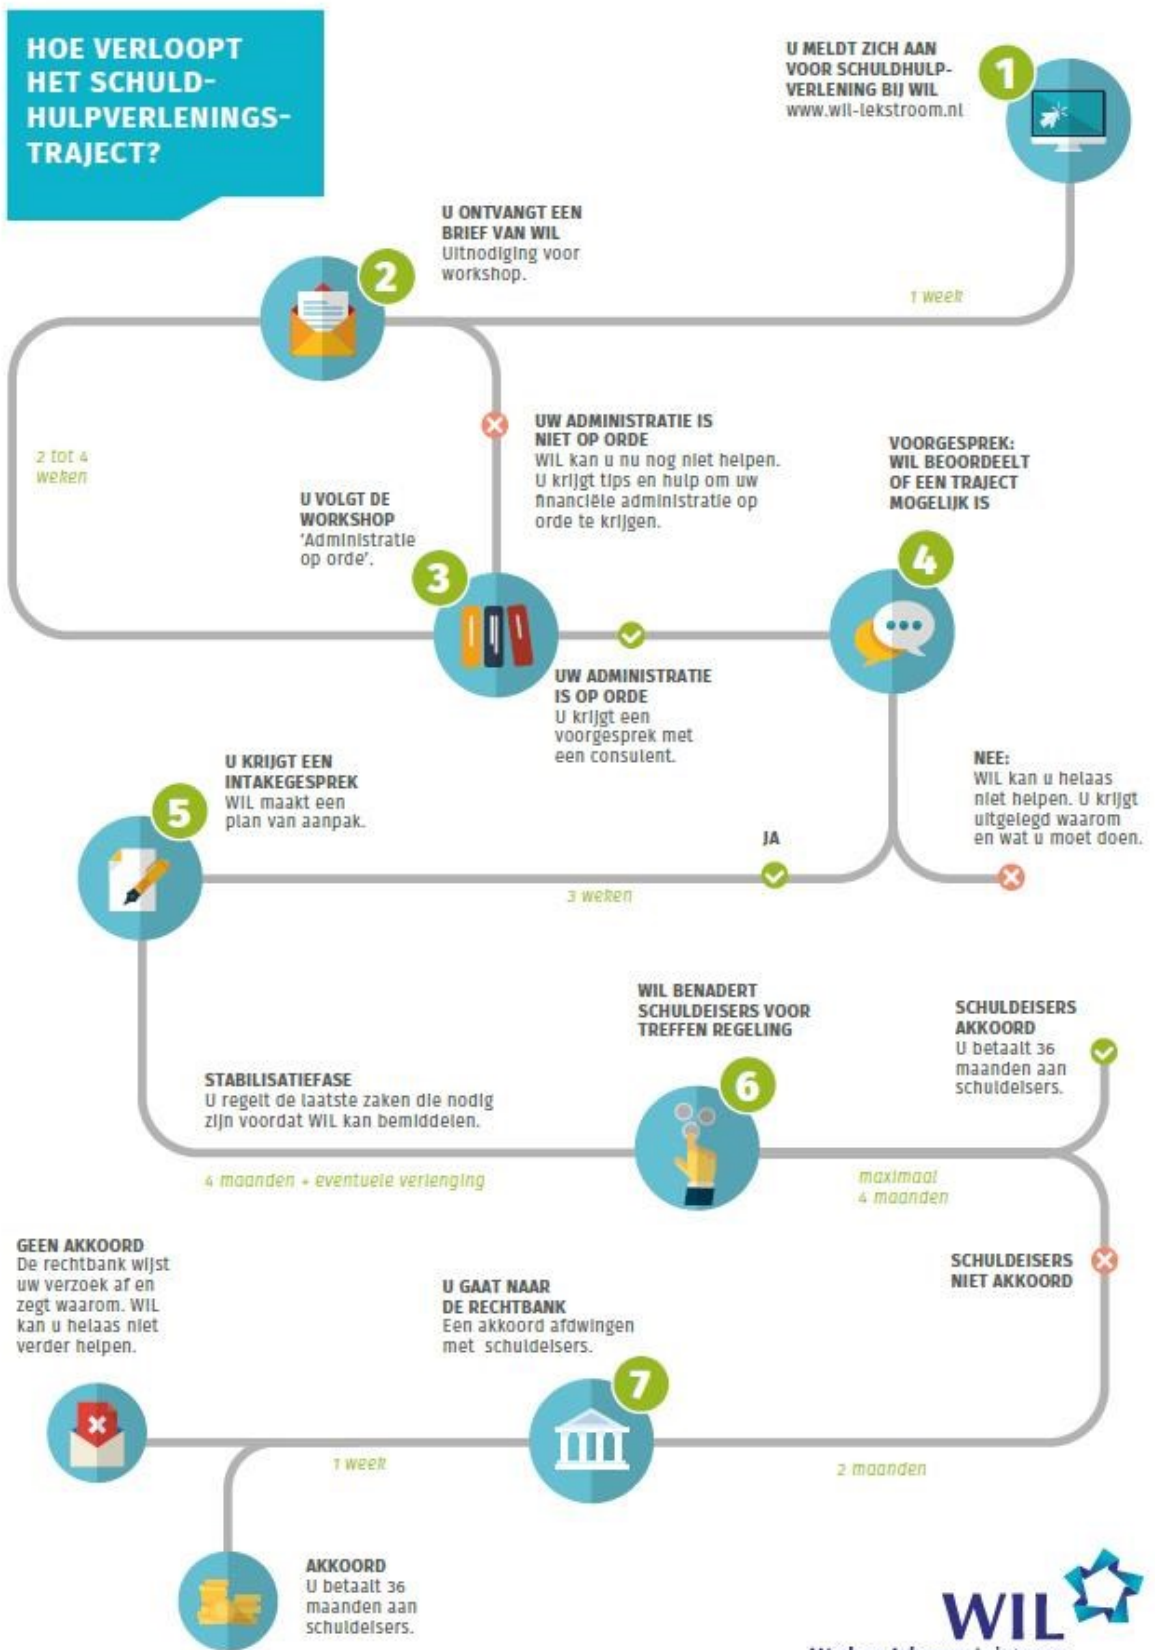 HOE VERLOOPT
HET SCHULD-
HULPVERLENINGS-
TRAJECT?
U MELDT ZICH AAN
VOOR SCHULDHULP-
VERLENING BIJ WIL
www.wil-lekstroom.nl
1
1 week
U ONTVANGT EEN
BRIEF VAN WIL
Uitnodiging voor
workshop.
2
2 tot 4
weken
UW ADMINISTRATIE IS
NIET OP ORDE
WIL kan u nu nog niet helpen.
U krijgt tips en hulp om uw
financiële administratie op
orde te krijgen.
U VOLGT DE
WORKSHOP
'Administratie
op orde'.
3
UW ADMINISTRATIE
IS OP ORDE
U krijgt een
voorgesprek met
een consulent.
VOORGESPREK:
WIL BEOORDEELT
OF EEN TRAJECT
MOGELIJK IS
4
NEE:
WIL kan u helaas
niet helpen. U krijgt
uitgelegd waarom
en wat u moet doen.
JA
3 weken
U KRIJGT EEN
INTAKEGESPREK
WIL maakt een
plan van aanpak.
5
STABILISATIEFASE
U regelt de laatste zaken die nodig
zijn voordat WIL kan bemiddelen.
4 maanden + eventuele verlenging
WIL BENADERT
SCHULDEISERS VOOR
TREFFEN REGELING
6
maximaal
4 maanden
SCHULDEISERS
AKKOORD
U betaalt 36
maanden aan
schuldeisers.
SCHULDEISERS
NIET AKKOORD
2 maanden
U GAAT NAAR
DE RECHTBANK
Een akkoord afdwingen
met schuldeisers.
7
1 week
GEEN AKKOORD
De rechtbank wijst
uw verzoek af en
zegt waarom. WIL
kan u helaas niet
verder helpen.
AKKOORD
U betaalt 36
maanden aan
schuldeisers.
WIL